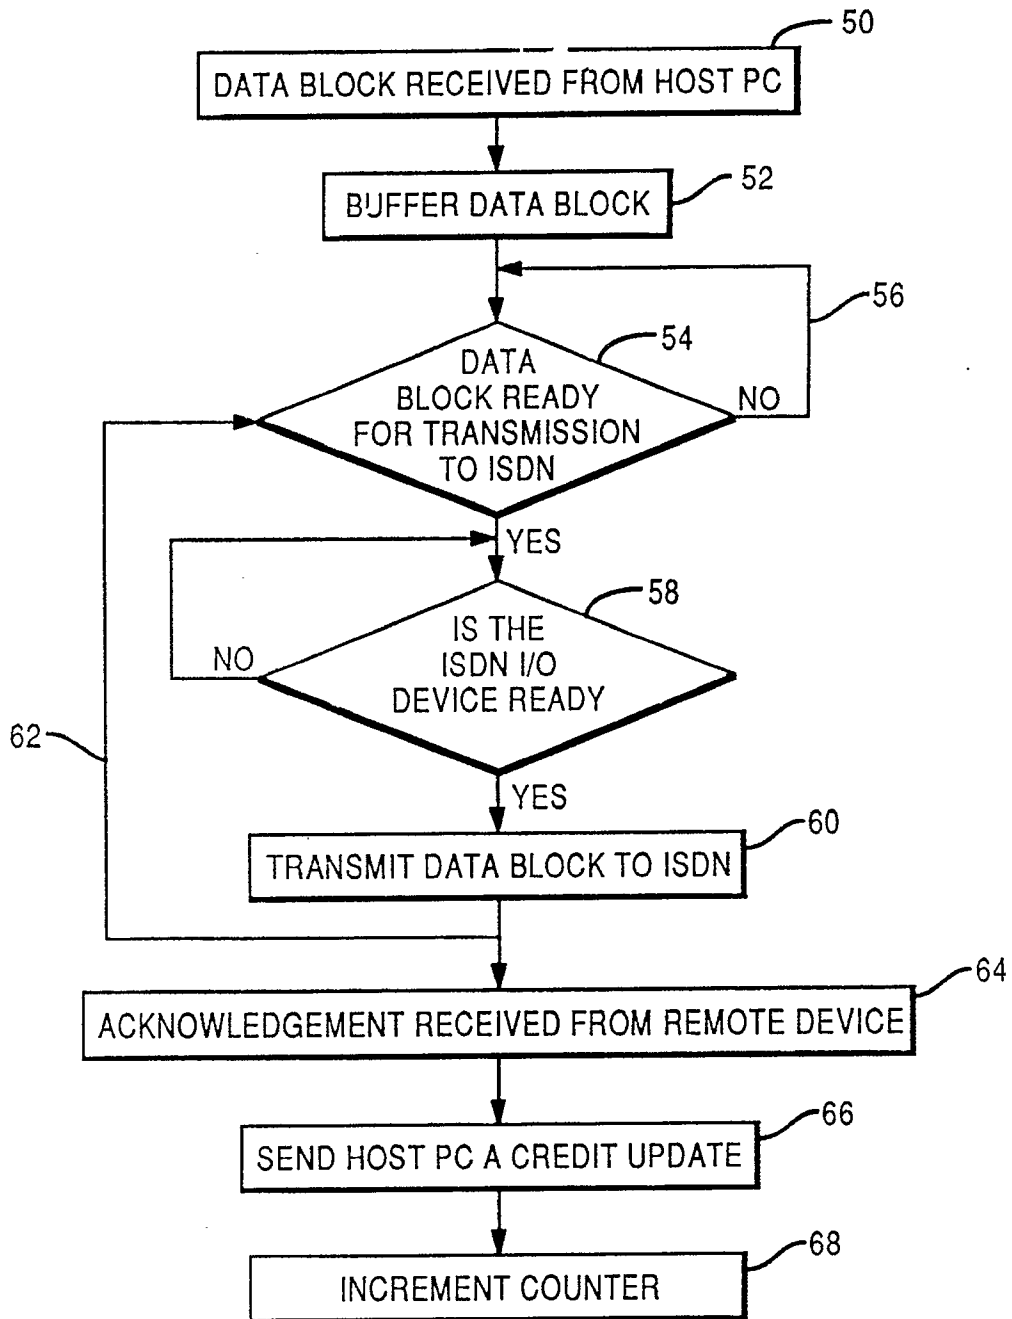 50
DATA BLOCK RECEIVED FROM HOST PC
52
BUFFER DATA BLOCK
56
54
DATA
BLOCK READY
FOR TRANSMISSION
TO ISDN
NO
YES
58
IS THE
ISDN I/O
DEVICE READY
NO
62
YES
60
TRANSMIT DATA BLOCK TO ISDN
64
ACKNOWLEDGEMENT RECEIVED FROM REMOTE DEVICE
66
SEND HOST PC A CREDIT UPDATE
68
INCREMENT COUNTER